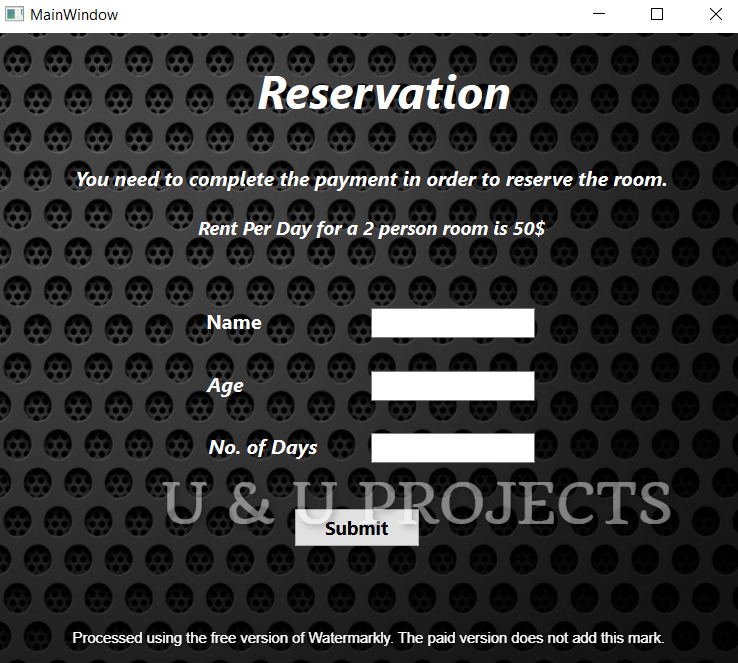 MainWindow
Reservation
You need to complete the payment in order to reserve the room.
Rent Per Day for a 2 person room is 50$
Name
Age
No. of Days
U & U PROJECTS
Submit
Processed using the free version of Watermarkly. The paid version does not add this mark.